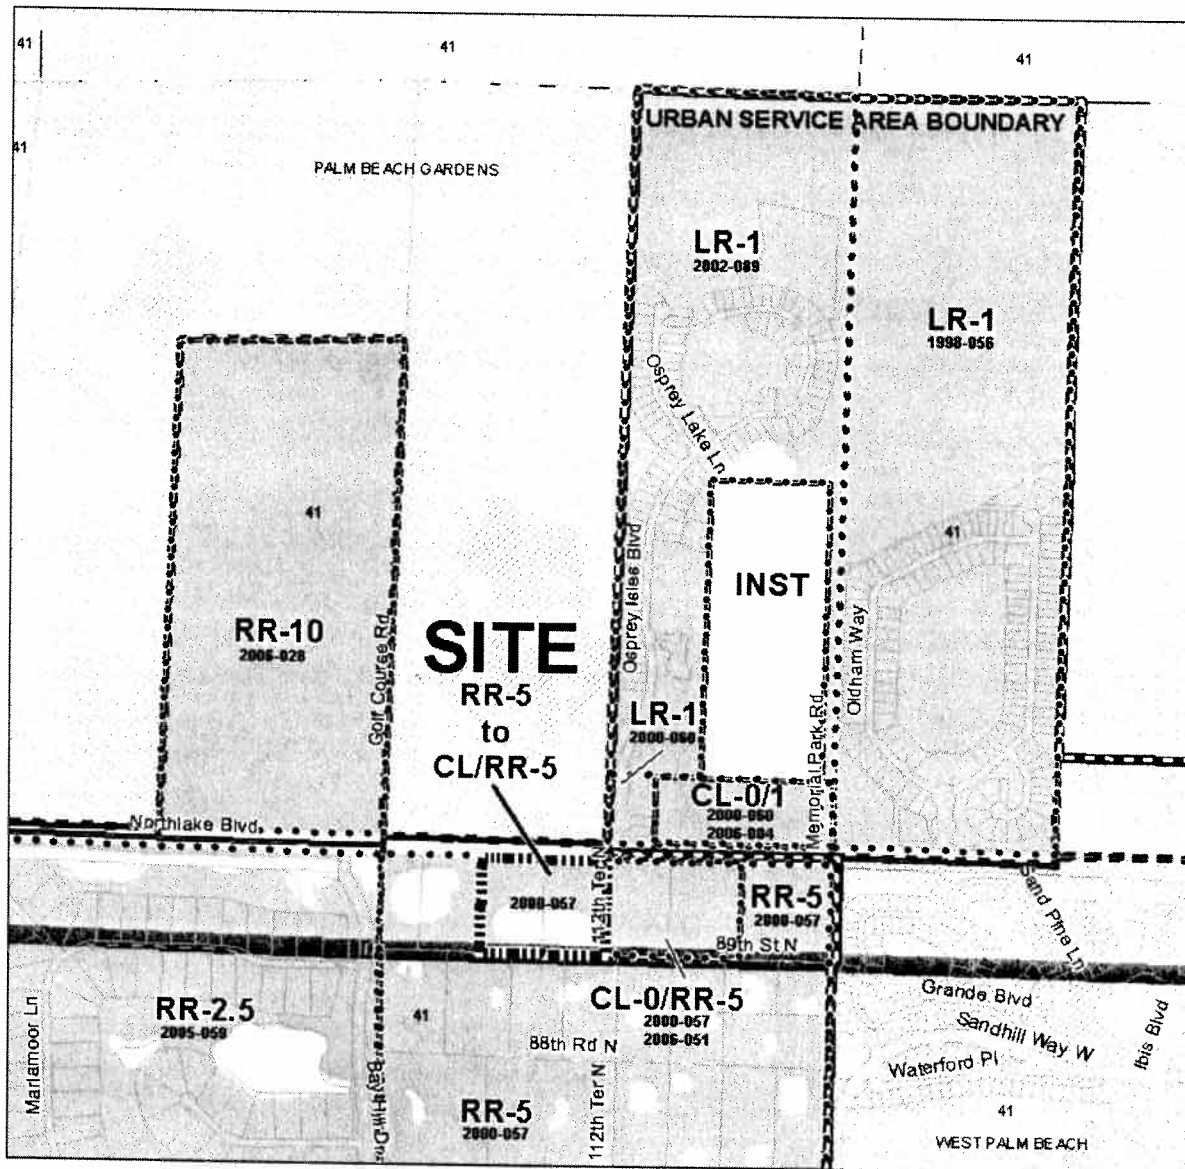 41
41
41
41
URBAN SERVICE AREA BOUNDARY
PALM BEACH GARDENS
LR-1
2002-089
LR-1
1998-056
Osprey Lake Ln
41
41
INST
Osprey Isles Blvd
Oldham Way
RR-10
2006-028
Golf Course Rd
SITE
RR-5
to
CL/RR-5
LR-1
2000-060
Memorial Park Rd
CL-0/1
2000-060
2006-004
Northlake Blvd
112th Ter N
2000-057
RR-5
2000-057
Sand Pine Ln
89th St N
Grande Blvd
CL-0/RR-5
2000-057
2006-051
RR-2.5
2005-059
Mariamoor Ln
41
88th Rd N
Sandhill Way W
Ibis Blvd
Waterford Pl
112th Ter N
RR-5
2000-057
41
WEST PALM BEACH